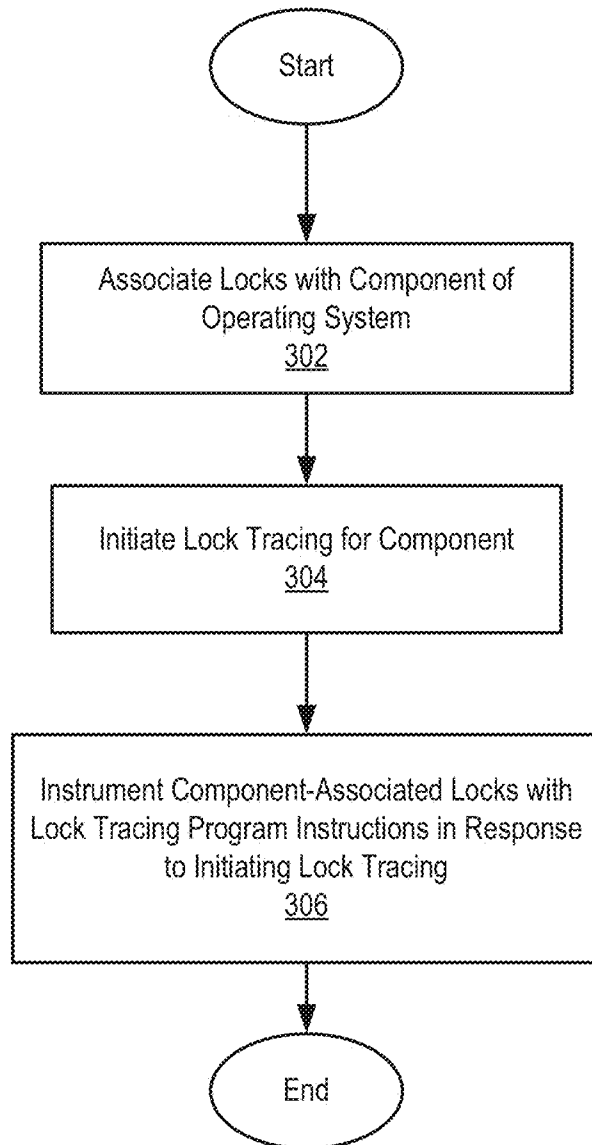 Start
Associate Locks with Component of
Operating System
302
Initiate Lock Tracing for Component
304
Instrument Component-Associated Locks with
Lock Tracing Program Instructions in Response
to Initiating Lock Tracing
306
End